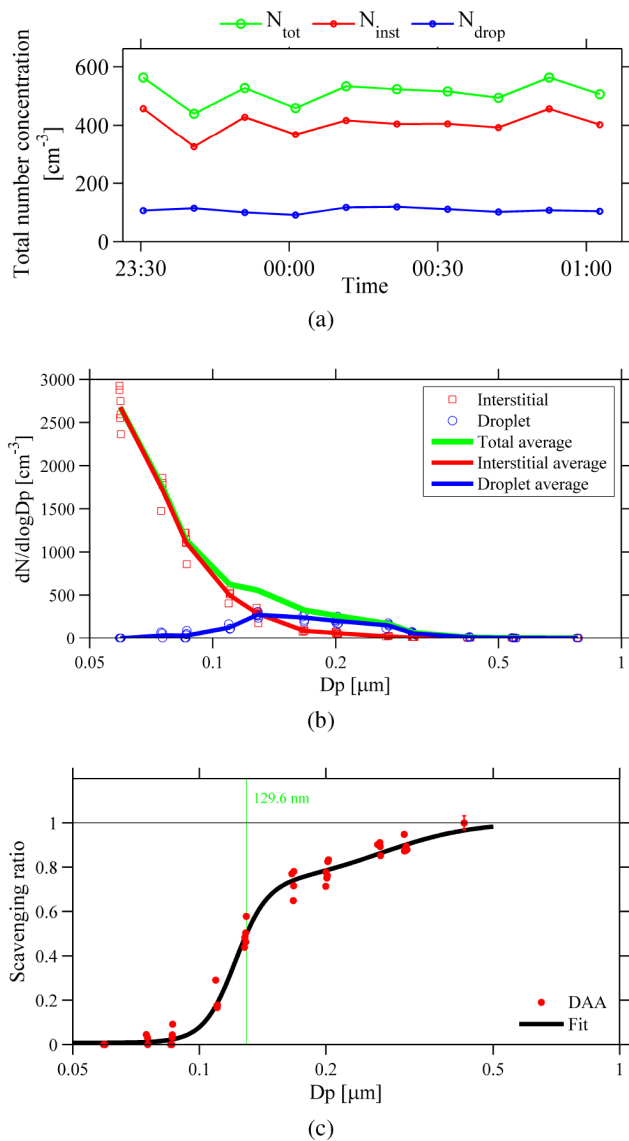 N_tot N_inst N_drop
Total number concentration
[cm⁻³]
600
400
200
0
23:30 00:00 00:30 01:00
Time
(a)
3000
2500
2000
1500
1000
500
0
dN/dlogDp [cm⁻³]
Interstitial
Droplet
Total average
Interstitial average
Droplet average
0.05 0.1 0.2 0.5 1
Dp [μm]
(b)
129.6 nm
1
0.8
0.6
0.4
0.2
0
Scavenging ratio
DAA
Fit
0.05 0.1 0.2 0.5 1
Dp [μm]
(c)